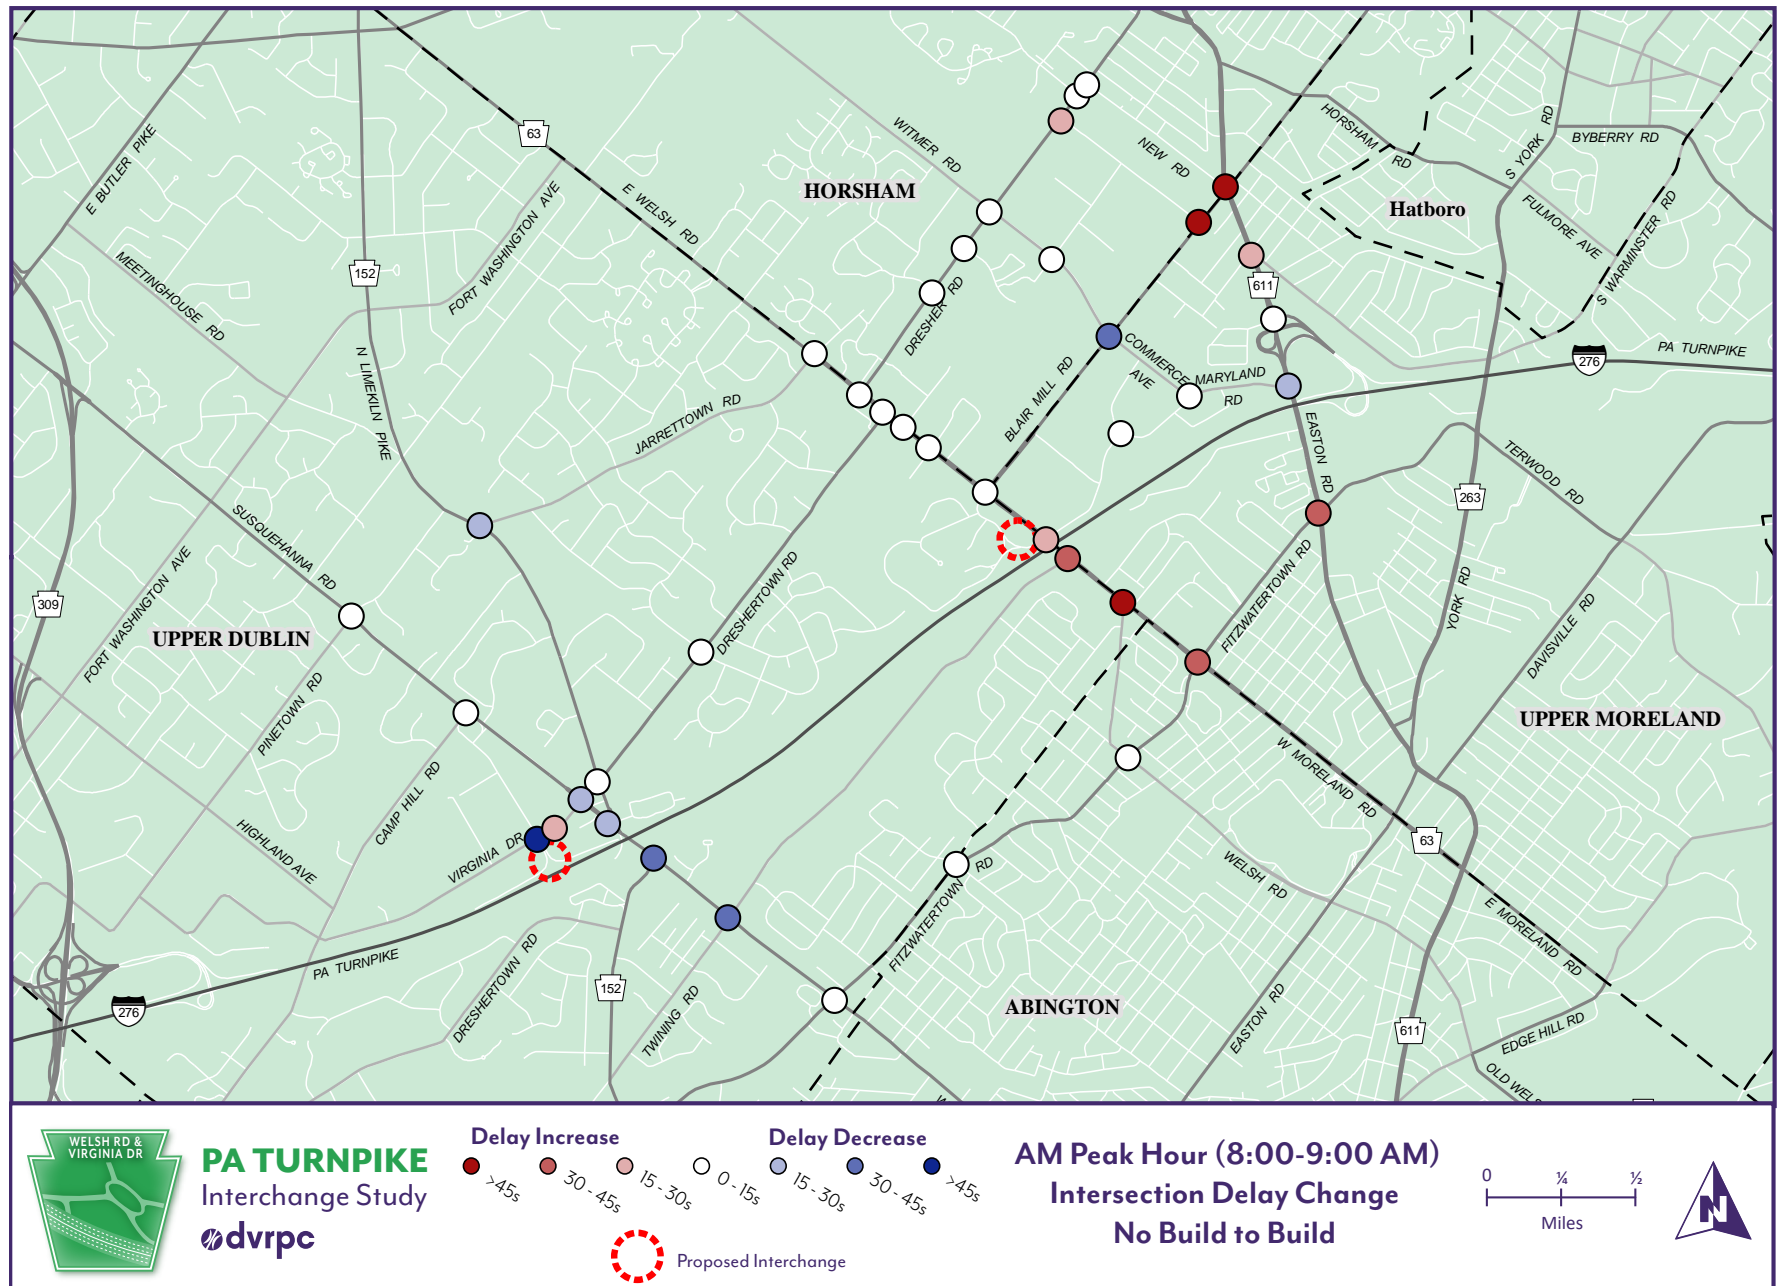 63
E BUTLER PIKE
FORT WASHINGTON AVE
E WELSH RD
WITMER RD
HORSHAM
NEW RD
HORSHAM RD
S YORK RD
BYBERRY RD
Hatboro
FULMORE AVE
S WARMINSTER RD
MEETINGHOUSE RD
152
N LIMEKILN PIKE
DRESHER RD
611
COMMERCE AVE
MARYLAND RD
BLAIR MILL RD
276
PA TURNPIKE
JARRETTOWN RD
EASTON RD
TERWOOD RD
263
SUSQUEHANNA RD
309
FORT WASHINGTON AVE
UPPER DUBLIN
DRESHERTOWN RD
FITZWATERTOWN RD
YORK RD
DAVISVILLE RD
UPPER MORELAND
PINETOWN RD
CAMP HILL RD
HIGHLAND AVE
VIRGINIA DR
W MORELAND RD
63
WELSH RD
E MORELAND RD
FITZWATERTOWN RD
PA TURNPIKE
276
DRESHERTOWN RD
152
TWINING RD
ABINGTON
EASTON RD
611
EDGE HILL RD
OLD WELS
W
WELSH RD &
VIRGINIA DR
PA TURNPIKE
Interchange Study
dvrpc
Delay Increase
Delay Decrease
>45s
30 - 45s
15 - 30s
0 - 15s
15 - 30s
30 - 45s
>45s
Proposed Interchange
AM Peak Hour (8:00-9:00 AM)
Intersection Delay Change
No Build to Build
0 ¼ ½
Miles
N